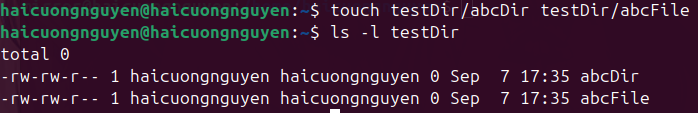 haicuongnguyen@haicuongnguyen:~$ touch testDir/abcDir testDir/abcFile
haicuongnguyen@haicuongnguyen:~$ ls -l testDir
total 0
-rw-rw-r-- 1 haicuongnguyen haicuongnguyen 0 Sep  7 17:35 abcDir
-rw-rw-r-- 1 haicuongnguyen haicuongnguyen 0 Sep  7 17:35 abcFile